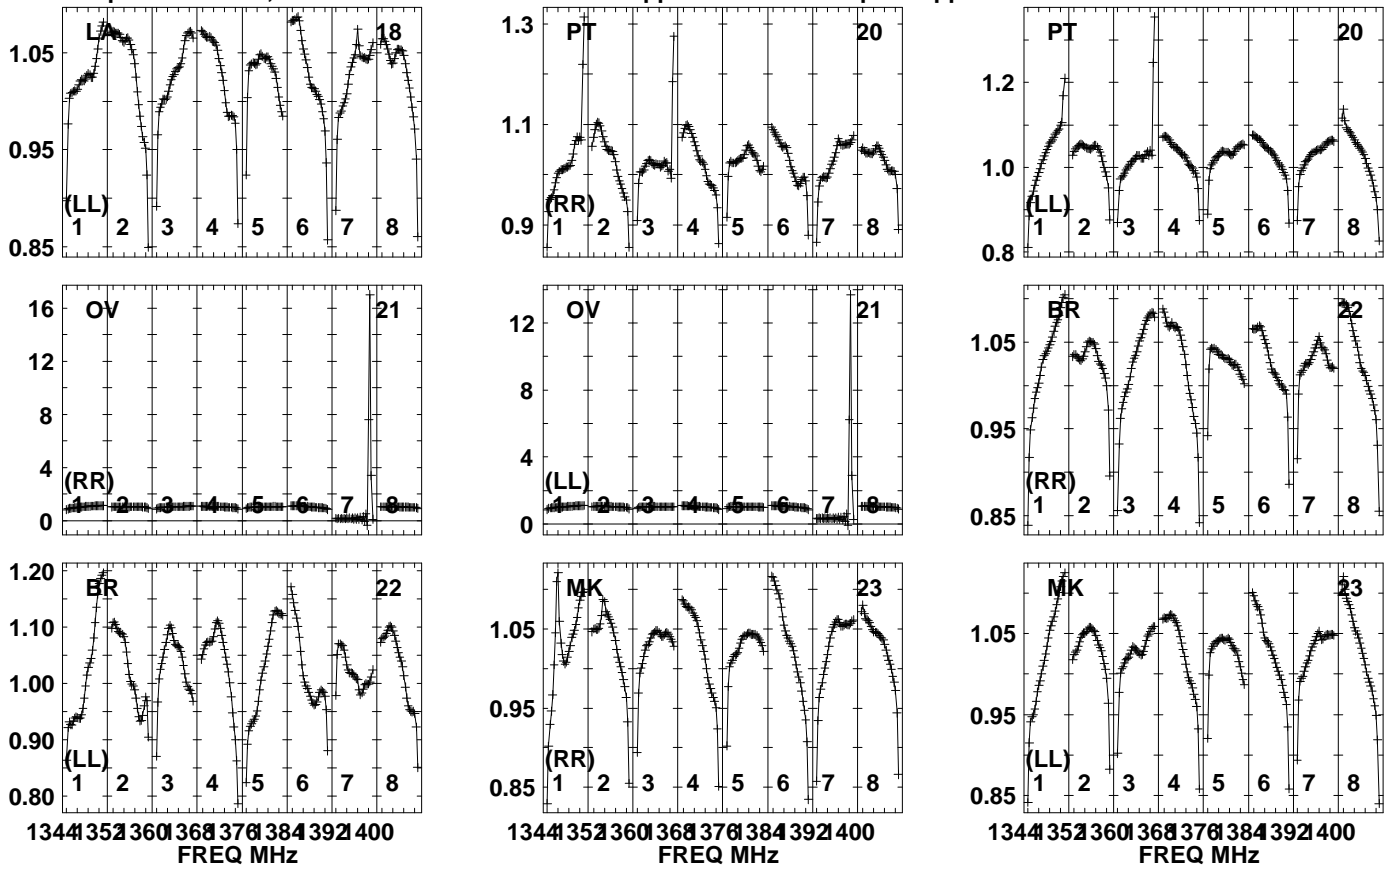 LA 18
1.05
0.95
(LL)
1 2 3 4 5 6 7 8
0.85
PT 20
1.3
1.1
(RR)
0.9
1 2 3 4 5 6 7 8
PT 20
1.2
1.0
(LL)
1 2 3 4 5 6 7 8
0.8
OV 21
16
12
8
4
(RR)
1 2 3 4 5 6 7 8
0
OV 21
12
8
4
(LL)
1 2 3 4 5 6 7 8
0
BR 22
1.05
0.95
(RR)
1 2 3 4 5 6 7 8
0.85
BR 22
1.20
1.10
1.00
0.90
(LL)
0.80
1 2 3 4 5 6 7 8
MK 23
1.05
0.95
(RR)
0.85
1 2 3 4 5 6 7 8
MK 23
1.05
0.95
(LL)
0.85
1 2 3 4 5 6 7 8
1344 1352 1360 1368 1376 1384 1392 1400
FREQ MHz
1344 1352 1360 1368 1376 1384 1392 1400
FREQ MHz
1344 1352 1360 1368 1376 1384 1392 1400
FREQ MHz